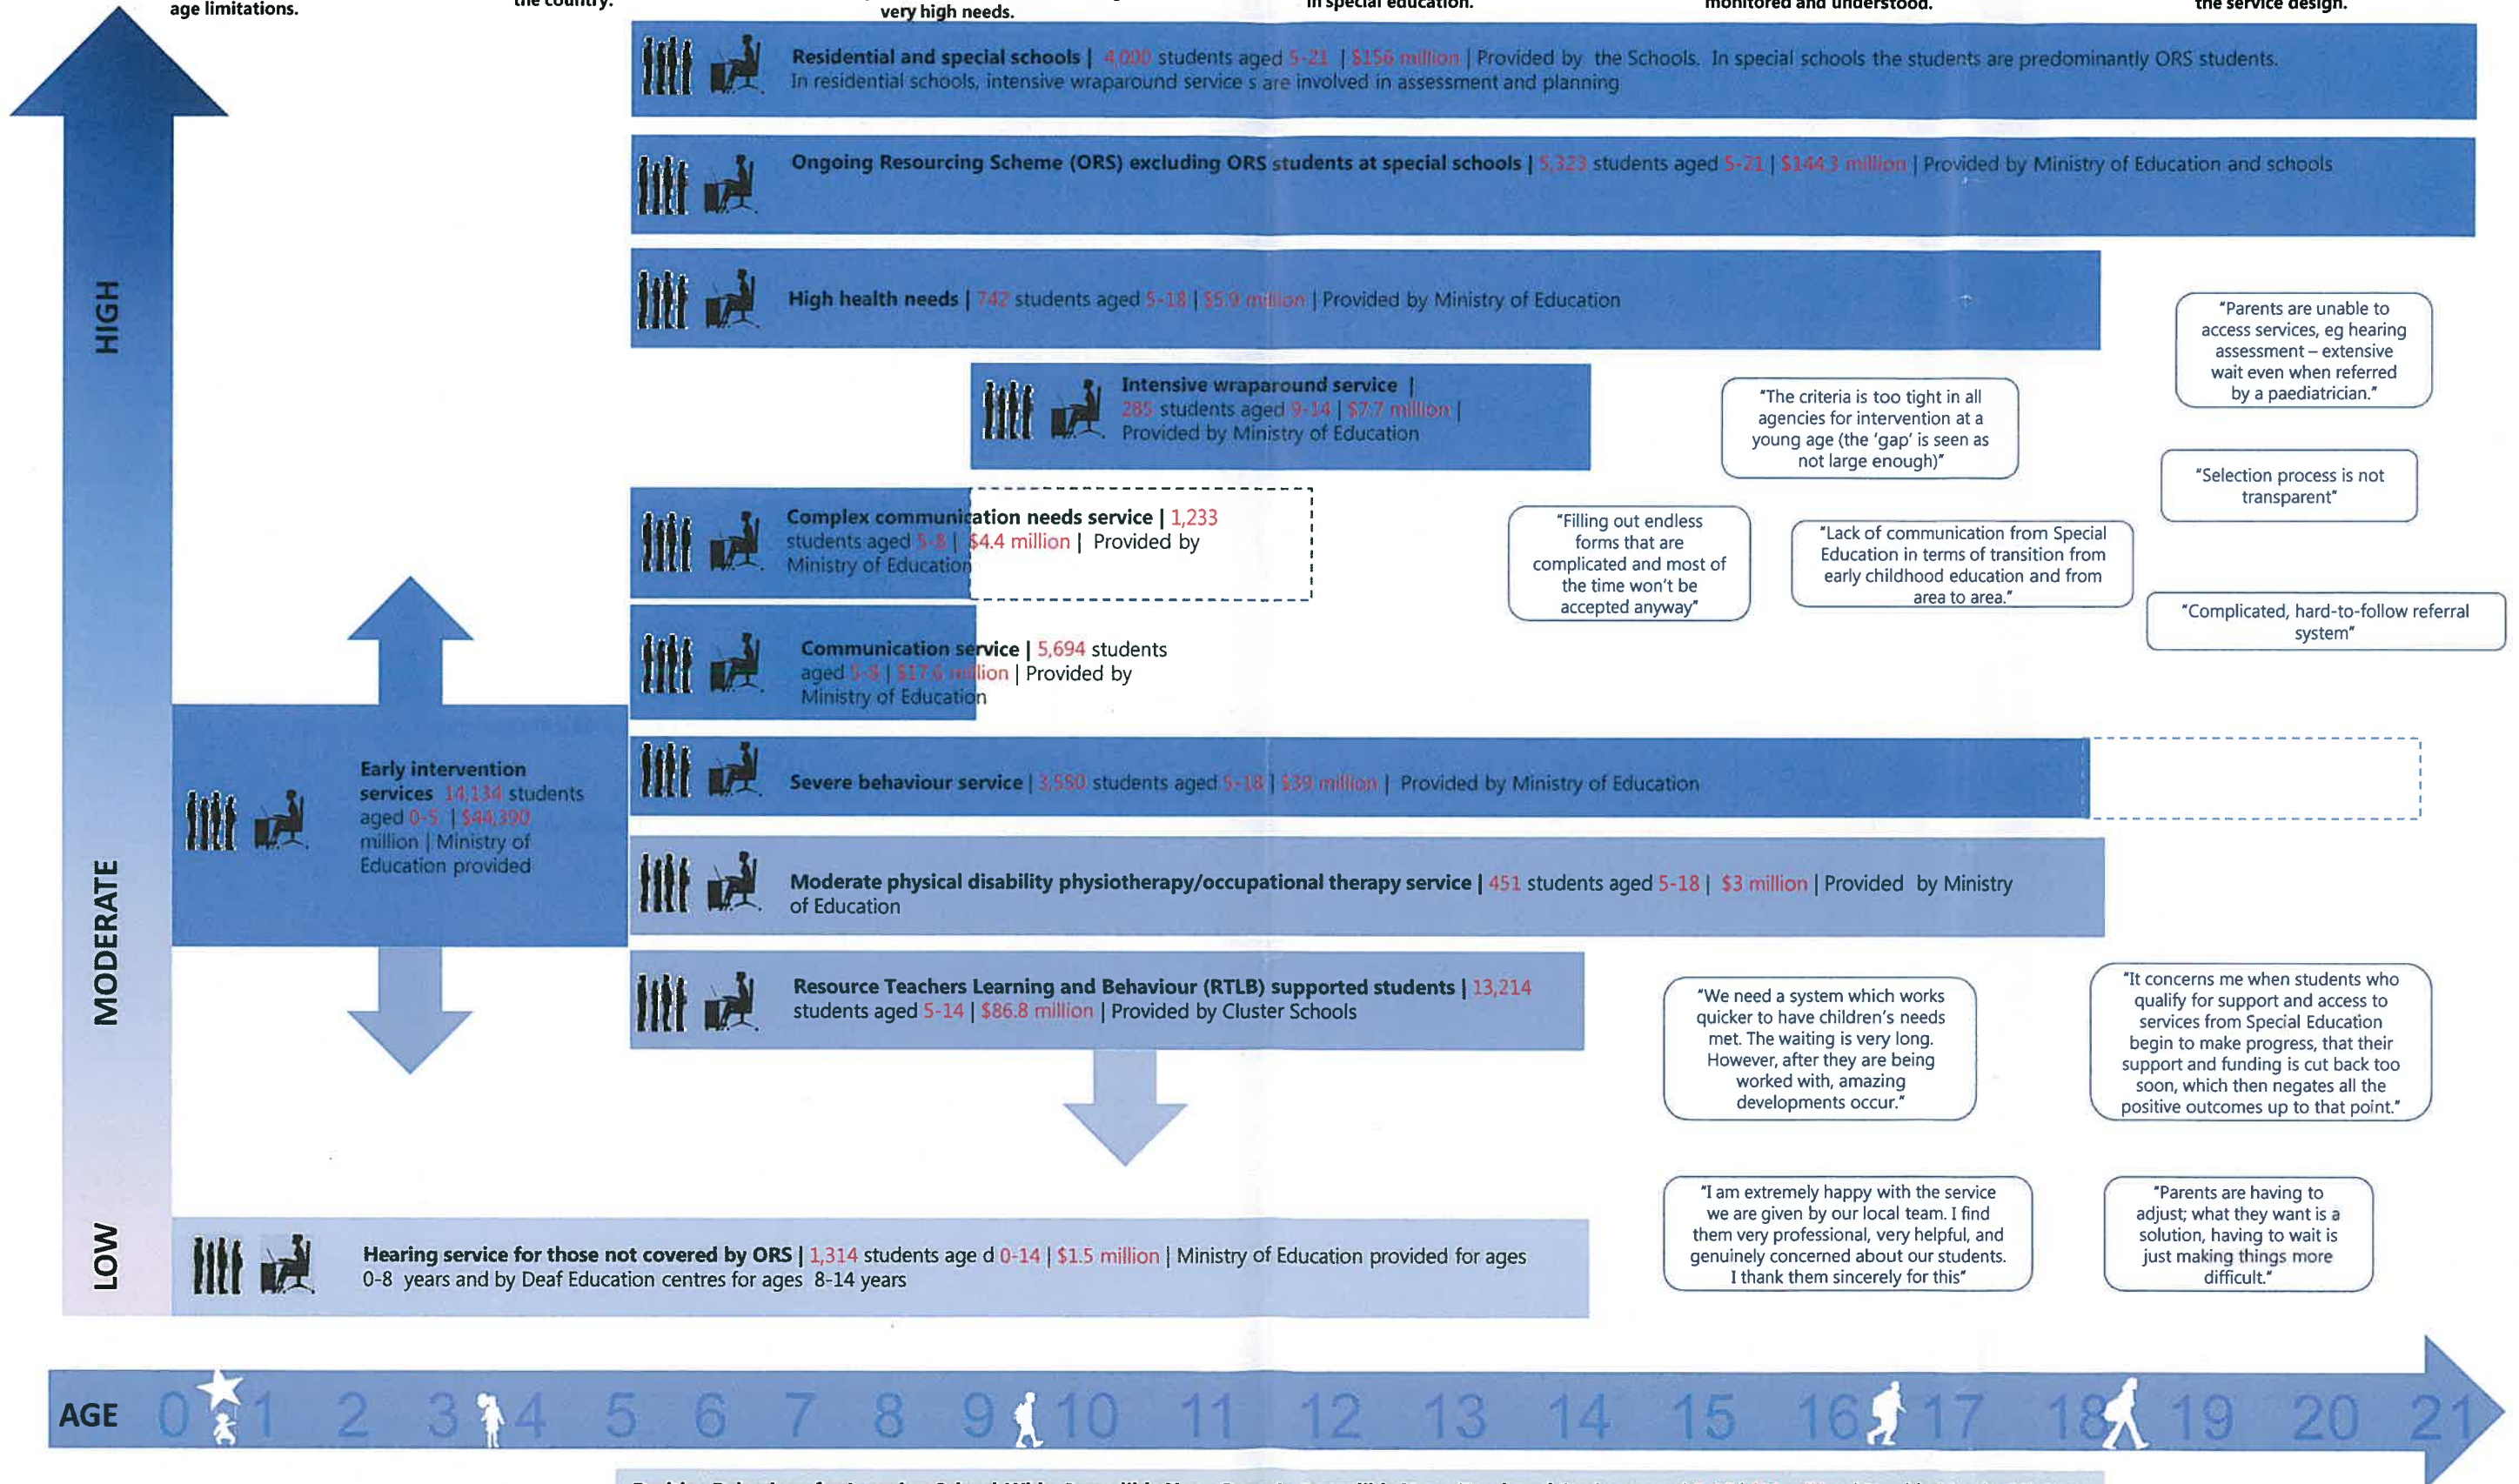 age limitations.
the country.
very high needs.
in special education.
monitored and understood.
the service design.
Residential and special schools | 4,000 students aged 5-21 | $156 million | Provided by the Schools. In special schools the students are predominantly ORS students.
In residential schools, intensive wraparound service s are involved in assessment and planning
Ongoing Resourcing Scheme (ORS) excluding ORS students at special schools | 5,323 students aged 5-21 | $144.3 million | Provided by Ministry of Education and schools
HIGH
High health needs | 742 students aged 5-18 | $5.9 million | Provided by Ministry of Education
"Parents are unable to
access services, eg hearing
assessment – extensive
wait even when referred
by a paediatrician."
Intensive wraparound service |
285 students aged 9-14 | $7.7 million |
Provided by Ministry of Education
"The criteria is too tight in all
agencies for intervention at a
young age (the 'gap' is seen as
not large enough)"
"Selection process is not
transparent"
Complex communication needs service | 1,233
students aged 5-8 | $4.4 million | Provided by
Ministry of Education
"Filling out endless
forms that are
complicated and most of
the time won't be
accepted anyway"
"Lack of communication from Special
Education in terms of transition from
early childhood education and from
area to area."
"Complicated, hard-to-follow referral
system"
Communication service | 5,694 students
aged 5-8 | $17.6 million | Provided by
Ministry of Education
Early intervention
services 14,134 students
aged 0-5 | $44,390
million | Ministry of
Education provided
Severe behaviour service | 3,550 students aged 5-18 | $39 million | Provided by Ministry of Education
MODERATE
Moderate physical disability physiotherapy/occupational therapy service | 451 students aged 5-18 | $3 million | Provided by Ministry
of Education
Resource Teachers Learning and Behaviour (RTLB) supported students | 13,214
students aged 5-14 | $86.8 million | Provided by Cluster Schools
"We need a system which works
quicker to have children's needs
met. The waiting is very long.
However, after they are being
worked with, amazing
developments occur."
"It concerns me when students who
qualify for support and access to
services from Special Education
begin to make progress, that their
support and funding is cut back too
soon, which then negates all the
positive outcomes up to that point."
LOW
Hearing service for those not covered by ORS | 1,314 students age d 0-14 | $1.5 million | Ministry of Education provided for ages
0-8 years and by Deaf Education centres for ages 8-14 years
"I am extremely happy with the service
we are given by our local team. I find
them very professional, very helpful, and
genuinely concerned about our students.
I thank them sincerely for this"
"Parents are having to
adjust; what they want is a
solution, having to wait is
just making things more
difficult."
AGE 0 1 2 3 4 5 6 7 8 9 10 11 12 13 14 15 16 17 18 19 20 21